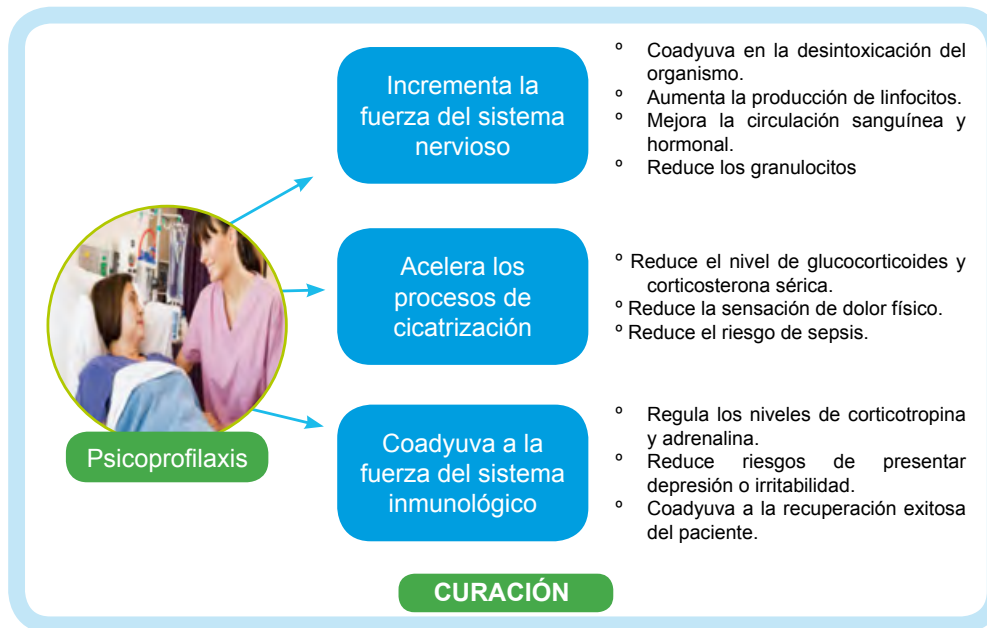 Incrementa la
fuerza del sistema
nervioso
º Coadyuva en la desintoxicación del
organismo.
º Aumenta la producción de linfocitos.
º Mejora la circulación sanguínea y
hormonal.
º Reduce los granulocitos
Acelera los
procesos de
cicatrización
º Reduce el nivel de glucocorticoides y
corticosterona sérica.
º Reduce la sensación de dolor físico.
º Reduce el riesgo de sepsis.
Psicoprofilaxis
Coadyuva a la
fuerza del sistema
inmunológico
º Regula los niveles de corticotropina
y adrenalina.
º Reduce riesgos de presentar
depresión o irritabilidad.
º Coadyuva a la recuperación exitosa
del paciente.
CURACIÓN